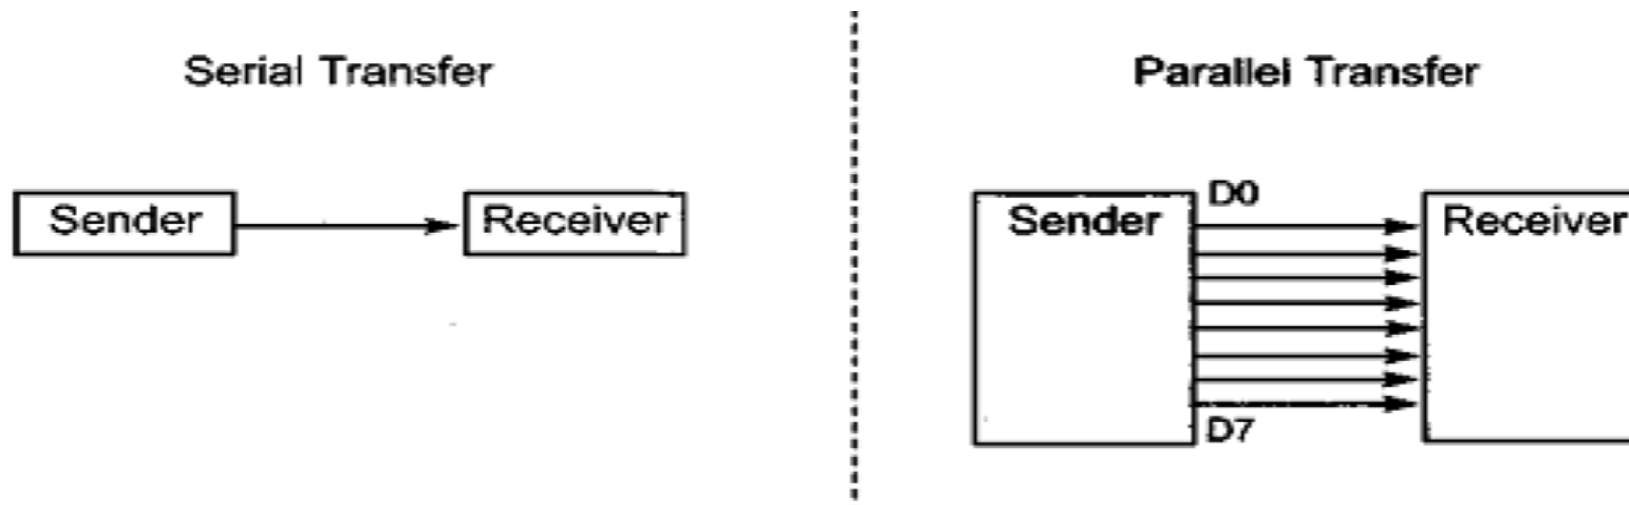 Serial Transfer
Sender
Receiver
Parallel Transfer
D0
Sender
Receiver
D7